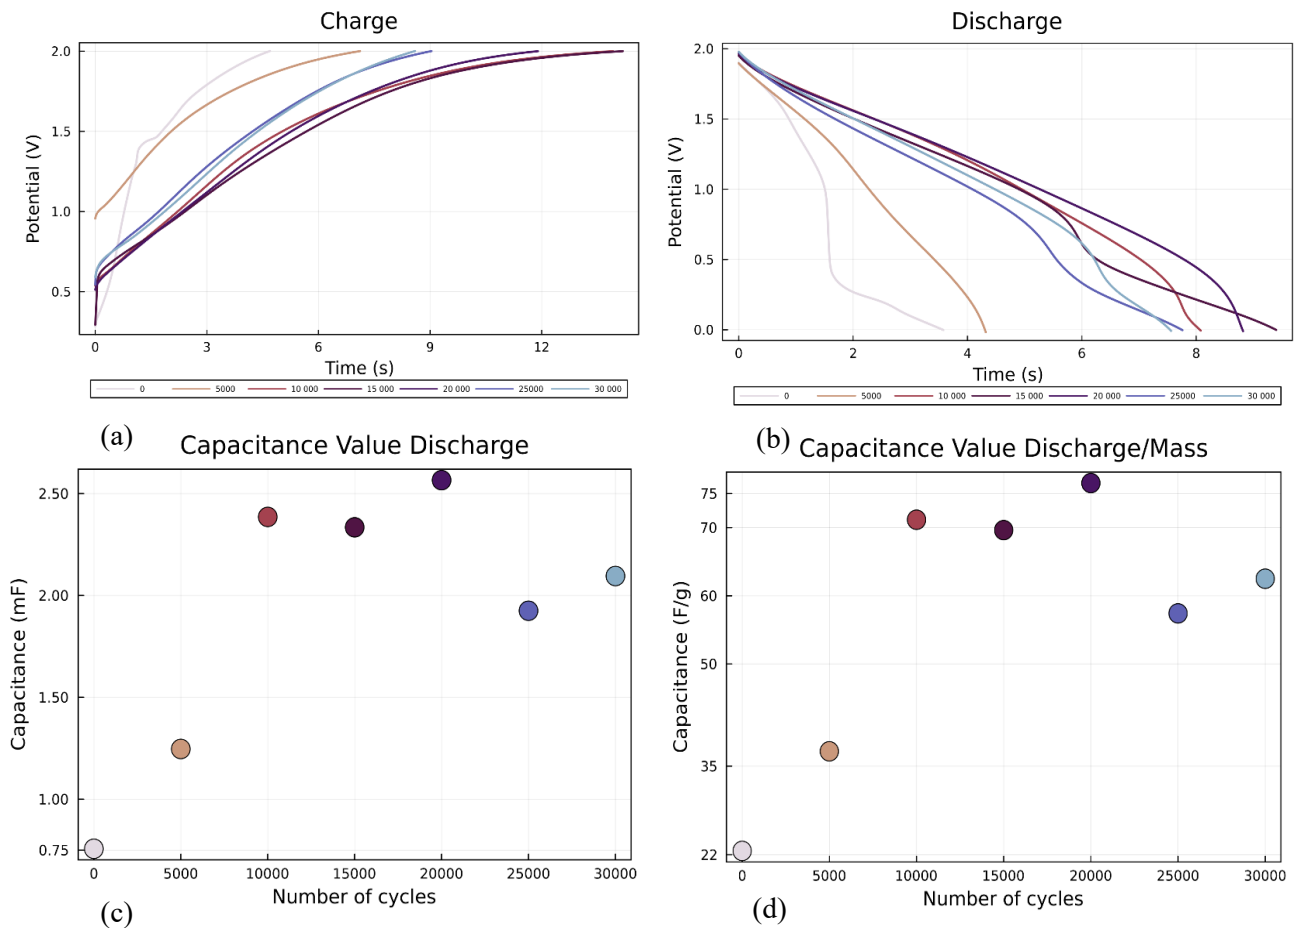 Charge
2.0
1.5
1.0
0.5
Potential (V)
0 3 6 9 12
Time (s)
0 5000 10 000 15 000 20 000 25000 30 000
(a)
Discharge
2.0
1.5
1.0
0.5
0.0
Potential (V)
0 2 4 6 8
Time (s)
0 5000 10 000 15 000 20 000 25000 30 000
(b)
Capacitance Value Discharge
2.50
2.00
1.50
1.00
0.75
Capacitance (mF)
0 5000 10000 15000 20000 25000 30000
Number of cycles
(c)
Capacitance Value Discharge/Mass
75
70
60
50
35
22
Capacitance (F/g)
0 5000 10000 15000 20000 25000 30000
Number of cycles
(d)